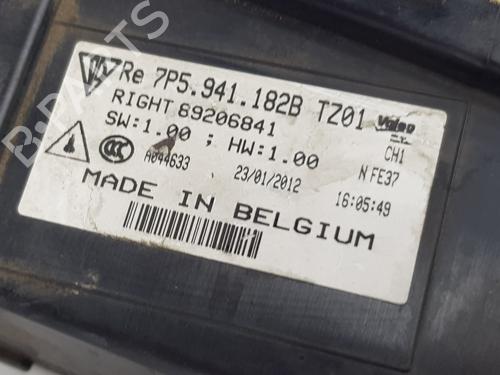 Re 7P5.941.182B TZ01 Valeo
RIGHT 89206841 CH1
SW:1.00 ; HW:1.00 N FE37
A044633 23/01/2012 16:05:49
MADE IN BELGIUM
B-PARTS